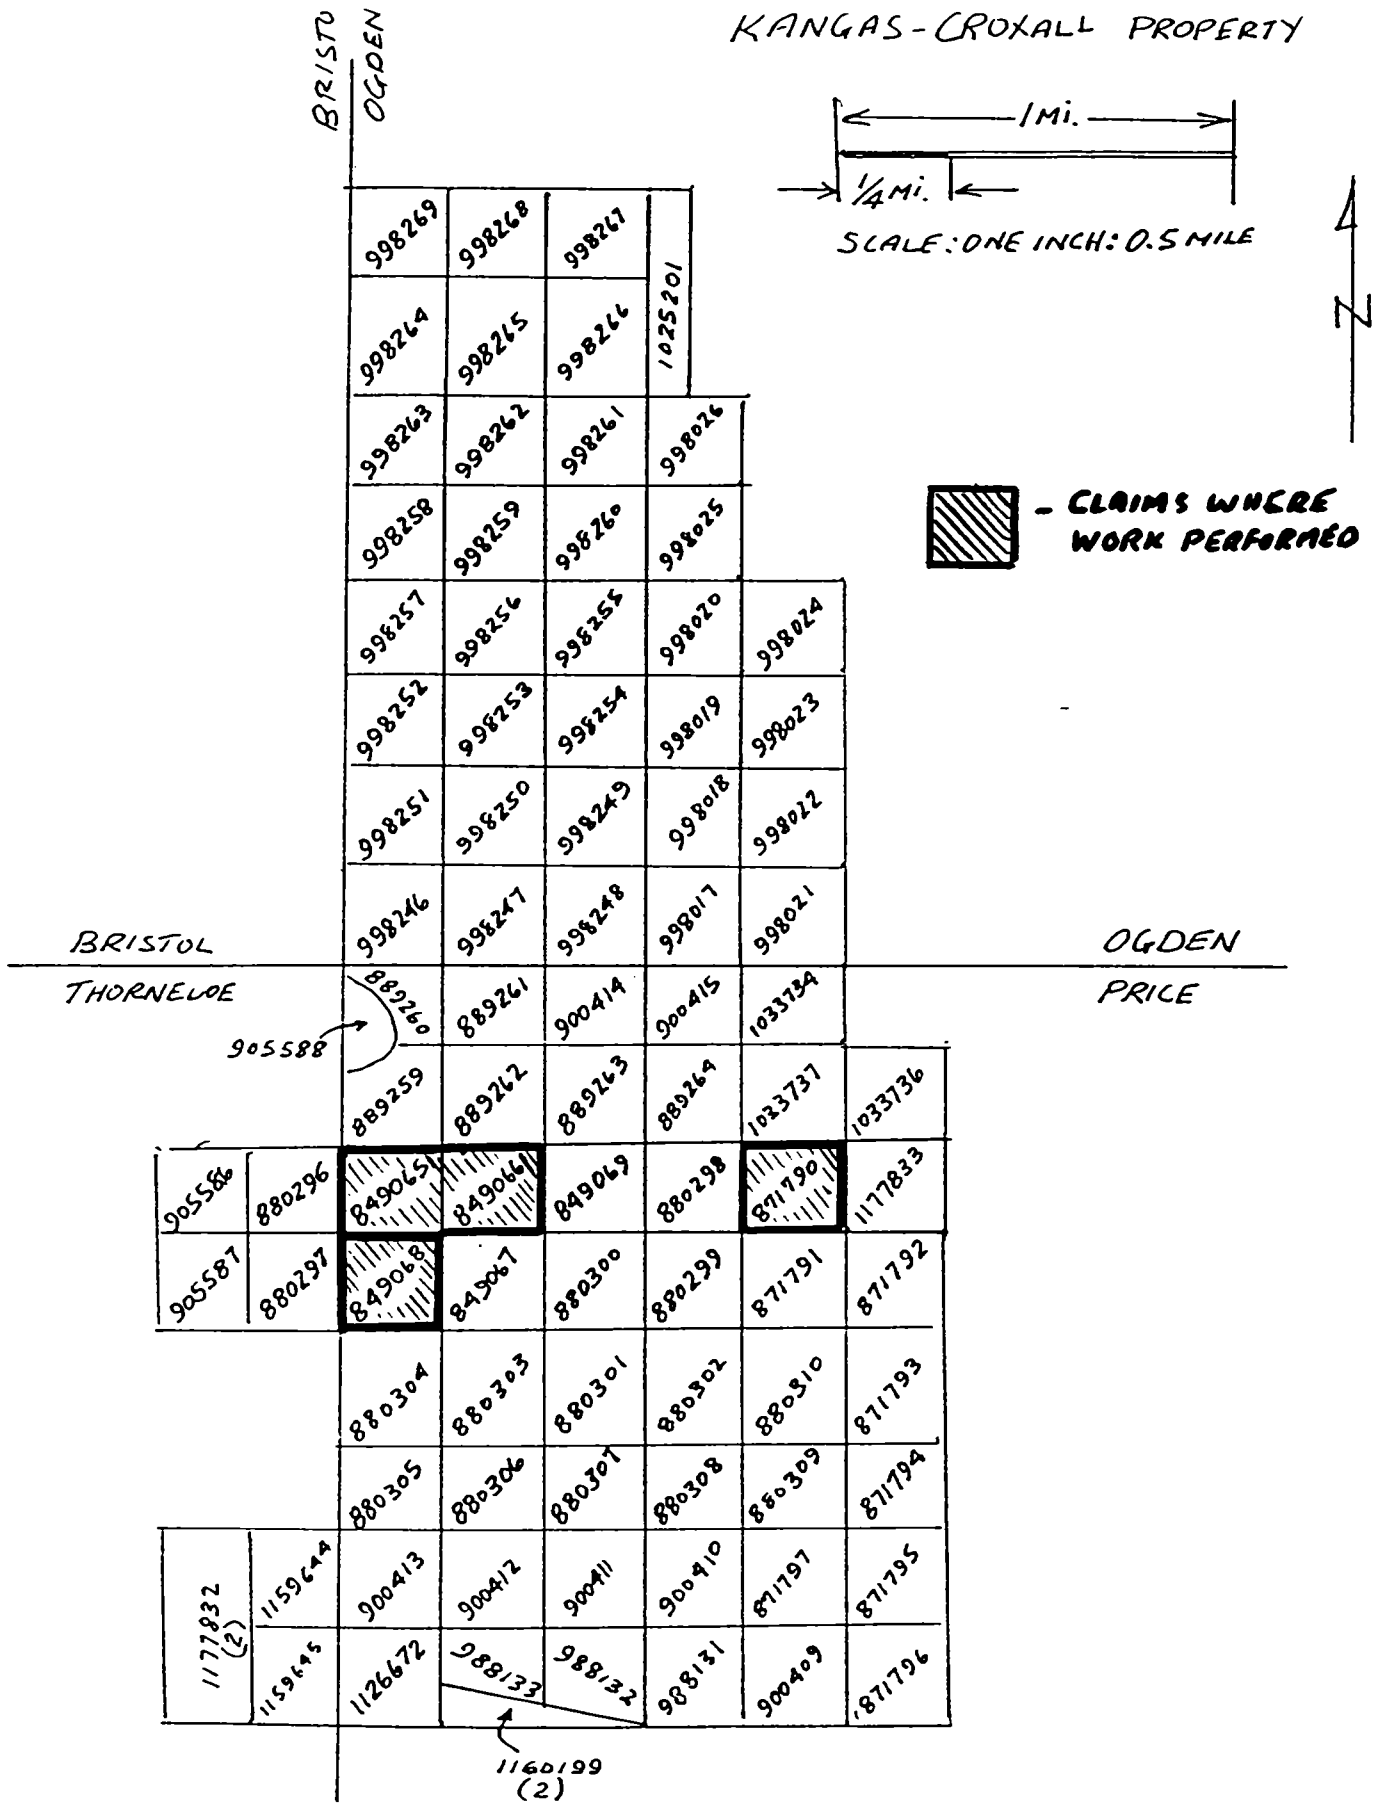 KANGAS-CROXALL PROPERTY
BRISTO
OGDEN
1 Mi.
1/4 Mi.
SCALE: ONE INCH: 0.5 MILE
N
998269 998268 998267
1025201
998264 998265 998266
998263 998262 998261 998026
- CLAIMS WHERE
WORK PERFORMED
998258 998259 998260 998025
998257 998256 998255 998020 998024
998252 998253 998254 998019 998023
998251 998250 998249 998018 998022
998246 998247 998248 998017 998021
BRISTOL OGDEN
THORNELOE PRICE
889260 889261 900414 900415 1033734
905588
889259 889262 889263 889264 1033737 1033736
905586 880296 849065 849066 849069 880298 871790 1177833
905587 880297 849068 849067 880300 880299 871791 871792
880304 880303 880301 880302 880310 871793
880305 880306 880307 880308 880309 871794
1177832
(2)
1159644 900413 900412 900411 900410 871797 871795
1159645 1126672 988133 988132 988131 900409 871796
1160199
(2)